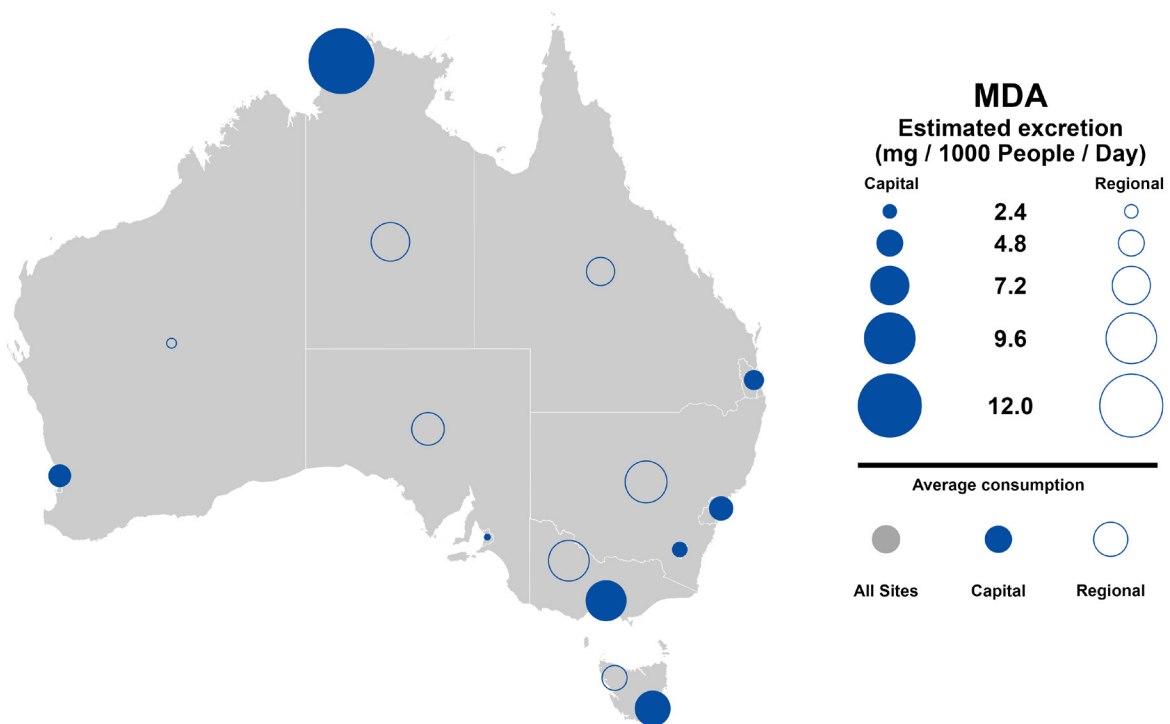 MDA
Estimated excretion
(mg / 1000 People / Day)
Capital Regional
2.4
4.8
7.2
9.6
12.0
Average consumption
All Sites Capital Regional